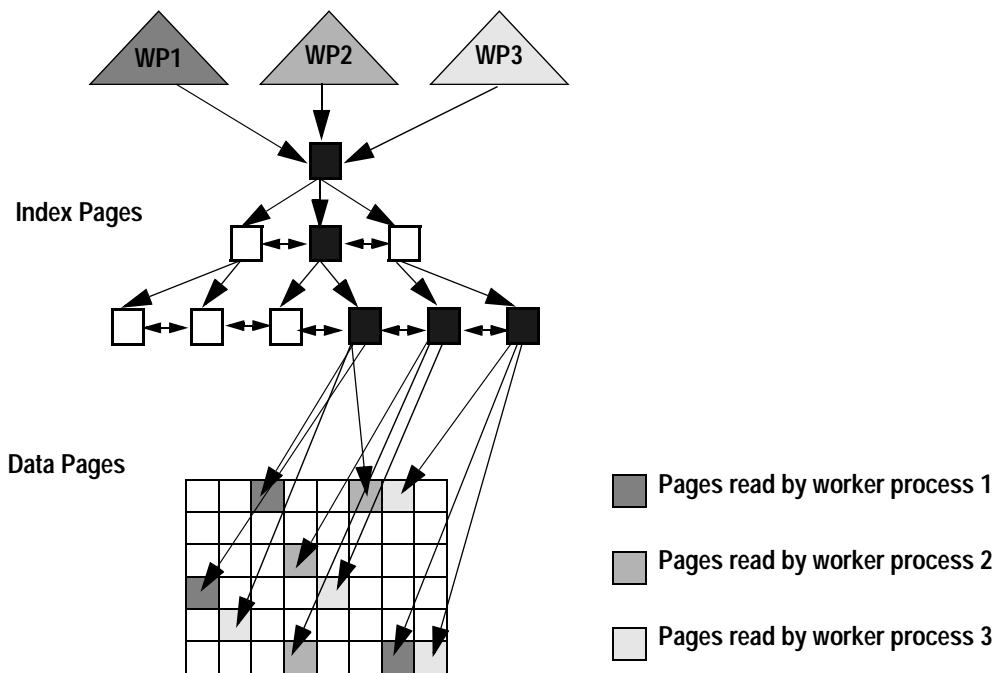 WP1
WP2
WP3
Index Pages
Data Pages
Pages read by worker process 1
Pages read by worker process 2
Pages read by worker process 3